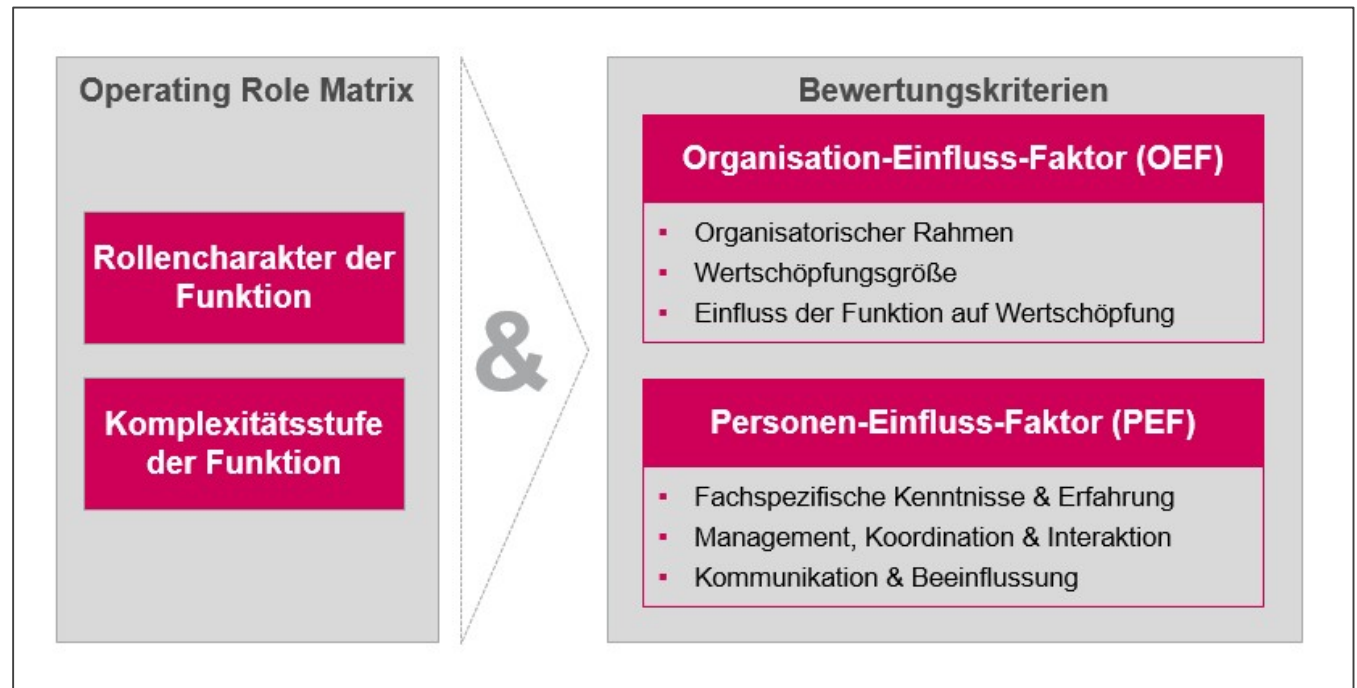 Operating Role Matrix
Rollencharakter der
Funktion
Komplexitätsstufe
der Funktion
&
Bewertungskriterien
Organisation-Einfluss-Faktor (OEF)
▪ Organisatorischer Rahmen
▪ Wertschöpfungsgröße
▪ Einfluss der Funktion auf Wertschöpfung
Personen-Einfluss-Faktor (PEF)
▪ Fachspezifische Kenntnisse & Erfahrung
▪ Management, Koordination & Interaktion
▪ Kommunikation & Beeinflussung